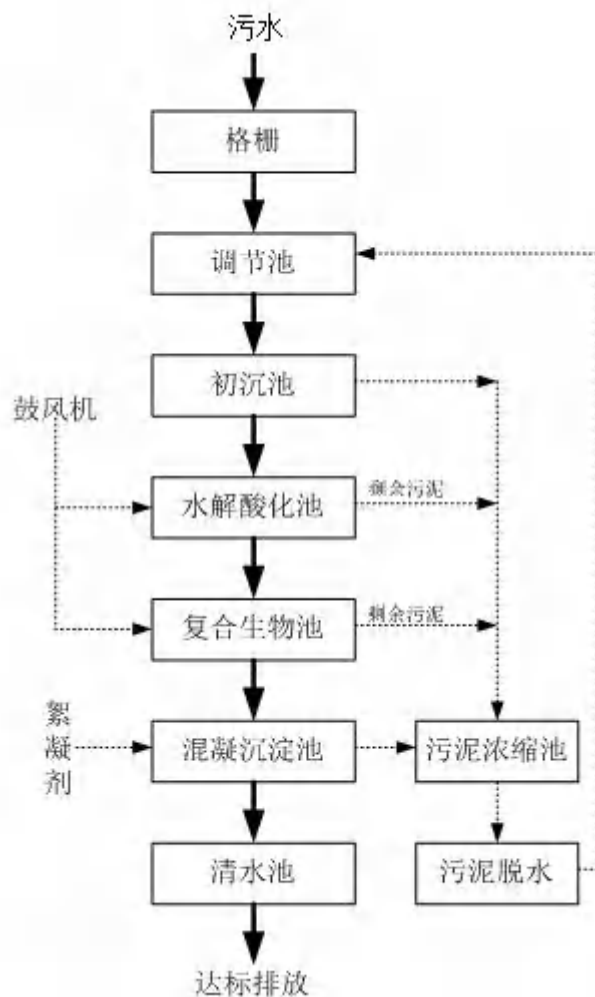 污水
格栅
调节池
初沉池
鼓风机
剩余污泥
水解酸化池
剩余污泥
复合生物池
絮凝剂
混凝沉淀池
污泥浓缩池
清水池
污泥脱水
达标排放